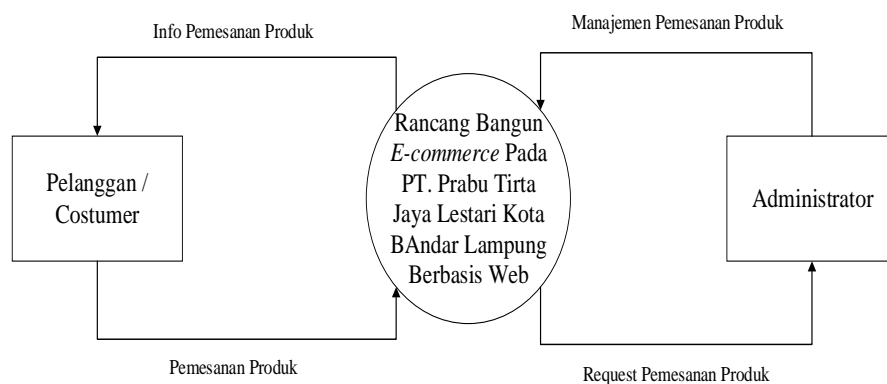 Info Pemesanan Produk
Manajemen Pemesanan Produk
Pelanggan /
Costumer
Rancang Bangun
E-commerce Pada
PT. Prabu Tirta
Jaya Lestari Kota
BAndar Lampung
Berbasis Web
Administrator
Pemesanan Produk
Request Pemesanan Produk